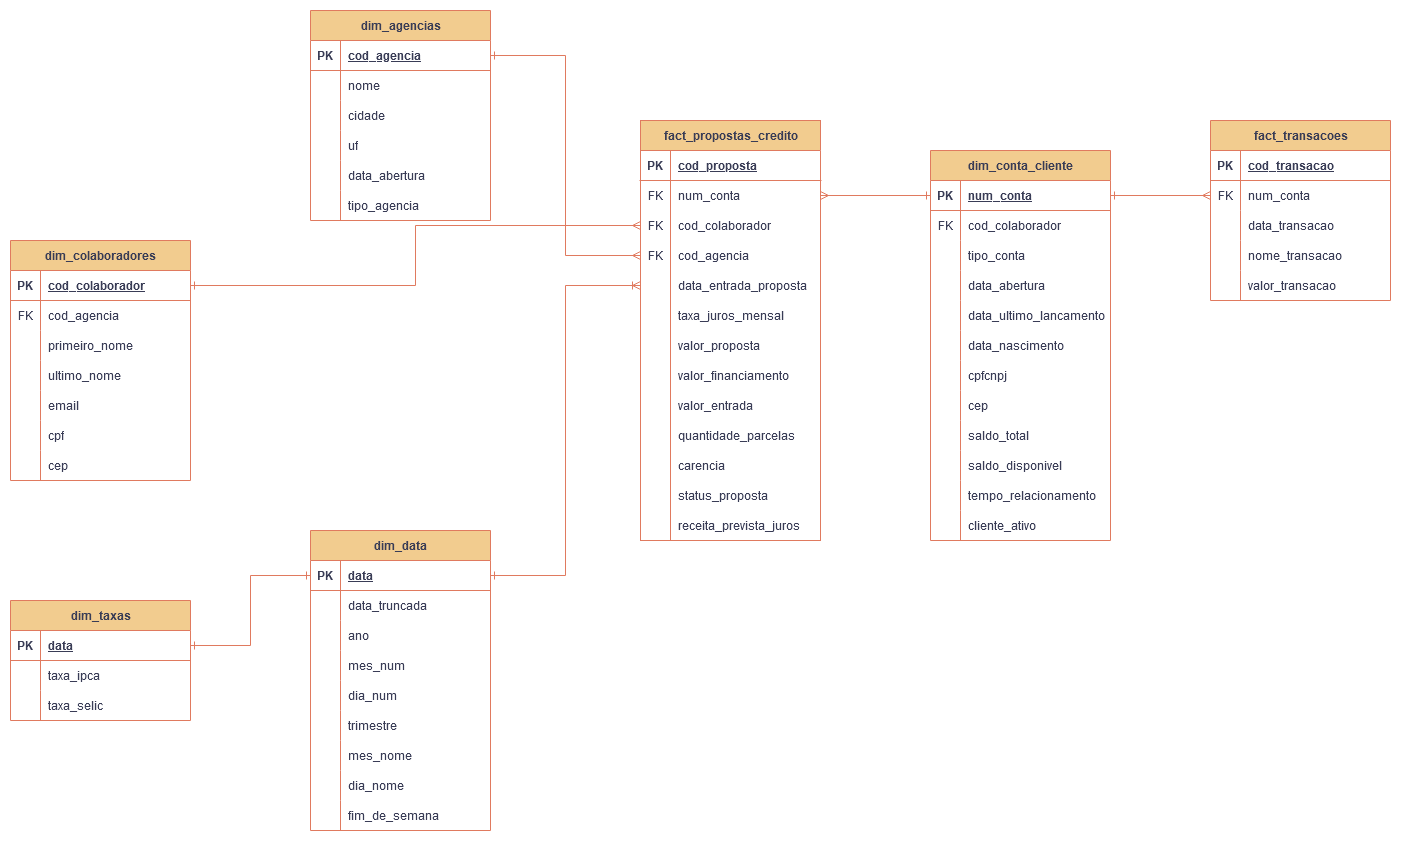 dim_agencias
PK cod_agencia
nome
cidade
uf
data_abertura
tipo_agencia
dim_colaboradores
PK cod_colaborador
FK cod_agencia
primeiro_nome
ultimo_nome
email
cpf
cep
dim_taxas
PK data
taxa_ipca
taxa_selic
dim_data
PK data
data_truncada
ano
mes_num
dia_num
trimestre
mes_nome
dia_nome
fim_de_semana
fact_propostas_credito
PK cod_proposta
FK num_conta
FK cod_colaborador
FK cod_agencia
data_entrada_proposta
taxa_juros_mensal
valor_proposta
valor_financiamento
valor_entrada
quantidade_parcelas
carencia
status_proposta
receita_prevista_juros
dim_conta_cliente
PK num_conta
FK cod_colaborador
tipo_conta
data_abertura
data_ultimo_lancamento
data_nascimento
cpfcnpj
cep
saldo_total
saldo_disponivel
tempo_relacionamento
cliente_ativo
fact_transacoes
PK cod_transacao
FK num_conta
data_transacao
nome_transacao
valor_transacao